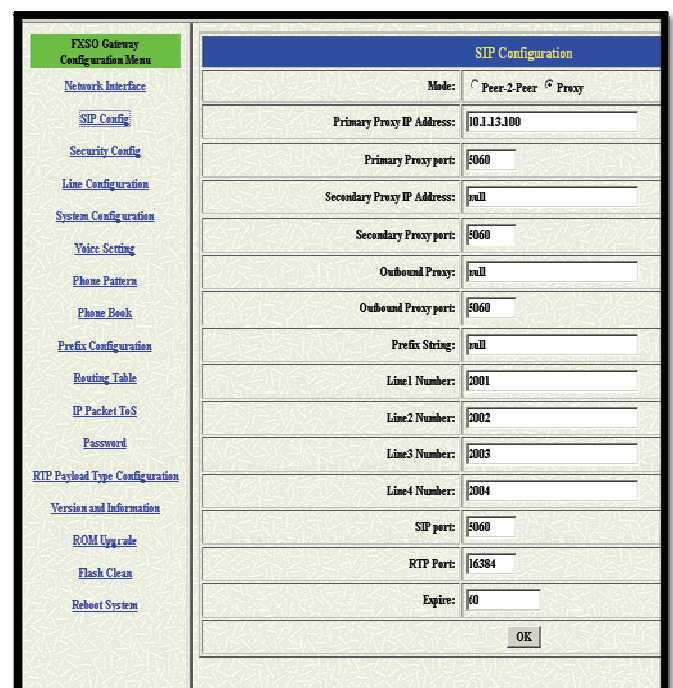 FXSO Gateway
Configuration Menu
Network Interface
SIP Config
Security Config
Line Configuration
System Configuration
Voice Setting
Phone Pattern
Phone Book
Prefix Configuration
Routing Table
IP Packet ToS
Password
RTP Payload Type Configuration
Version and Information
ROM Upgrade
Flash Clean
Reboot System
SIP Configuration
Mode: Peer-2-Peer Proxy
Primary Proxy IP Address: 10.1.13.100
Primary Proxy port: 5060
Secondary Proxy IP Address: null
Secondary Proxy port: 5060
Outbound Proxy: null
Outbound Proxy port: 5060
Prefix String: null
Line1 Number: 2001
Line2 Number: 2002
Line3 Number: 2003
Line4 Number: 2004
SIP port: 5060
RTP Port: 16384
Expire: 60
OK